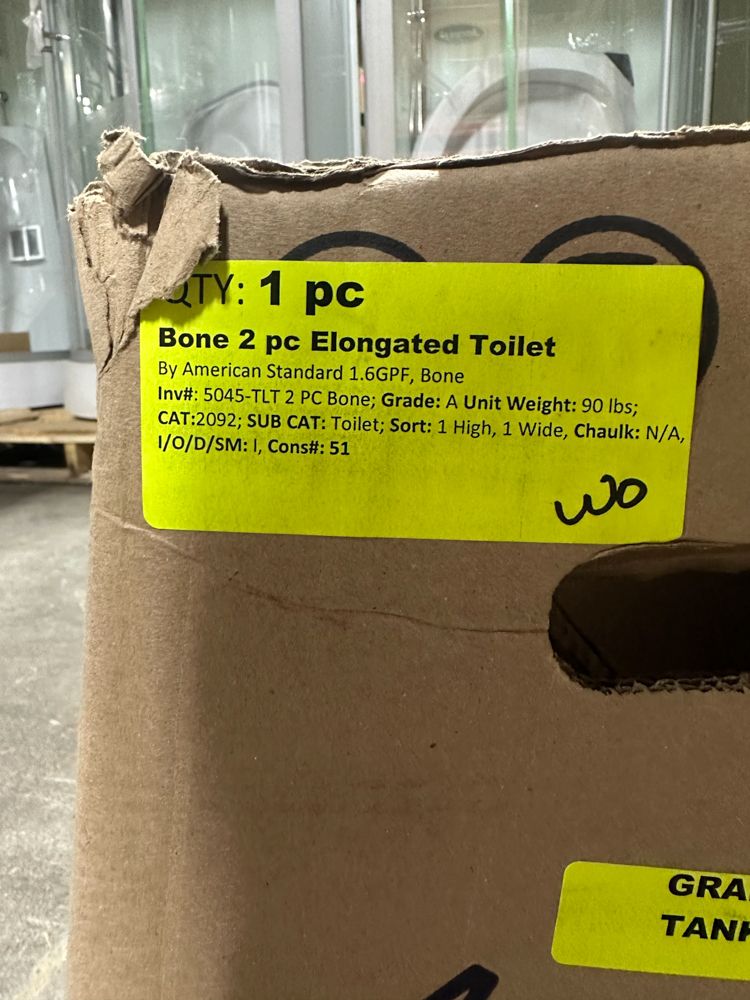 QTY: 1 pc
Bone 2 pc Elongated Toilet
By American Standard 1.6GPF, Bone
Inv#: 5045-TLT 2 PC Bone; Grade: A Unit Weight: 90 lbs;
CAT:2092; SUB CAT: Toilet; Sort: 1 High, 1 Wide, Chaulk: N/A,
I/O/D/SM: I, Cons#: 51
WO